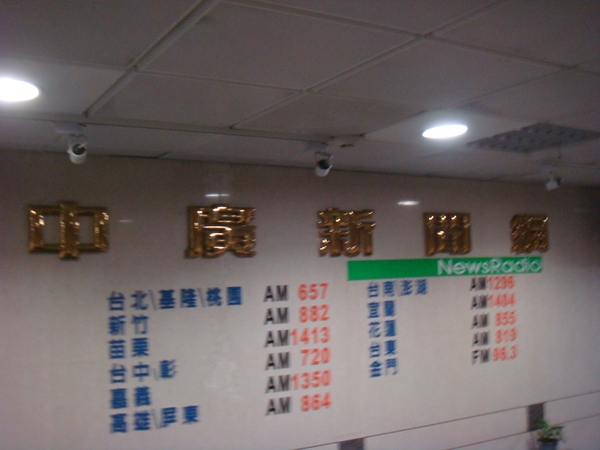 中廣新聞網
NewsRadio
台北\基隆\桃園 AM 657
新竹 AM 882
苗栗 AM1413
台中\彰 AM 720
嘉義 AM1350
高雄\屏東 AM 864
台南\澎湖 AM1296
宜蘭 AM1404
花蓮 AM 855
台東 AM 819
金門 FM 96.3